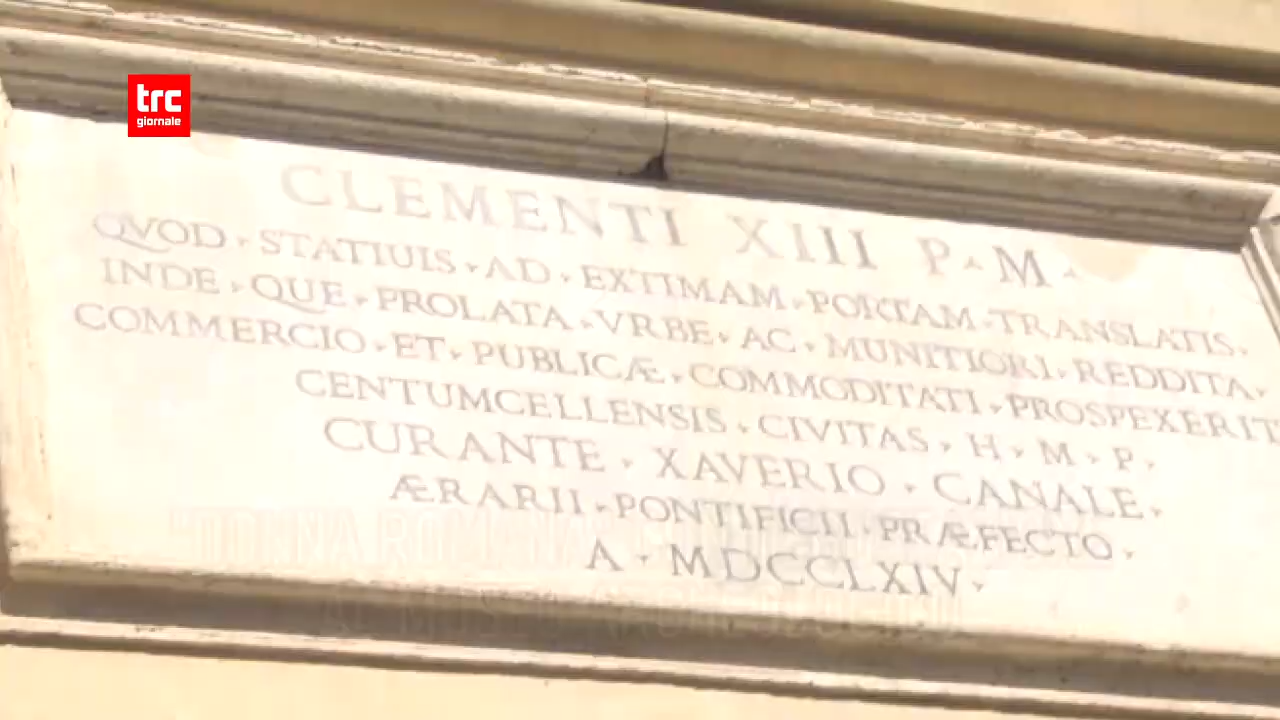 trc
giornale
CLEMENTI XIII P · M ·
QVOD · STATIUIS · AD · EXTIMAM · PORTAM · TRANSLATIS ·
INDE · QUE · PROLATA · VRBE · AC · MUNITIORI · REDDITA ·
COMMERCIO · ET · PUBLICÆ · COMMODITATI · PROSPEXERIT
CENTUMCELLENSIS · CIVITAS · H · M · P ·
CURANTE · XAVERIO · CANALE ·
ÆRARII · PONTIFICII · PRÆFECTO ·
A · MDCCLXIV ·